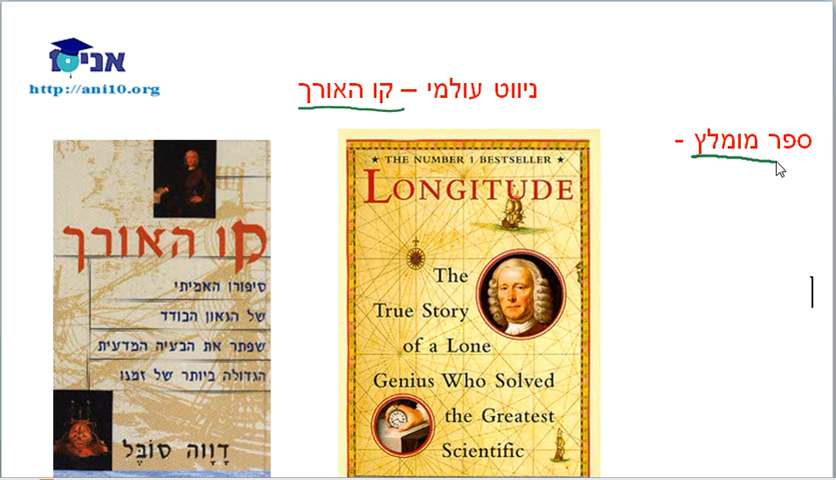 אני10
http://ani10.org
ניווט עולמי – קו האורך
ספר מומלץ -
קו האורך
סיפורו האמיתי
של הגאון הבודד
שפתר את הבעיה המדעית
הגדולה ביותר של זמנו
דָוָוה סוֹבֶּל
★ THE NUMBER 1 BESTSELLER ★
LONGITUDE
The
True Story
of a Lone
Genius Who Solved
the Greatest
Scientific